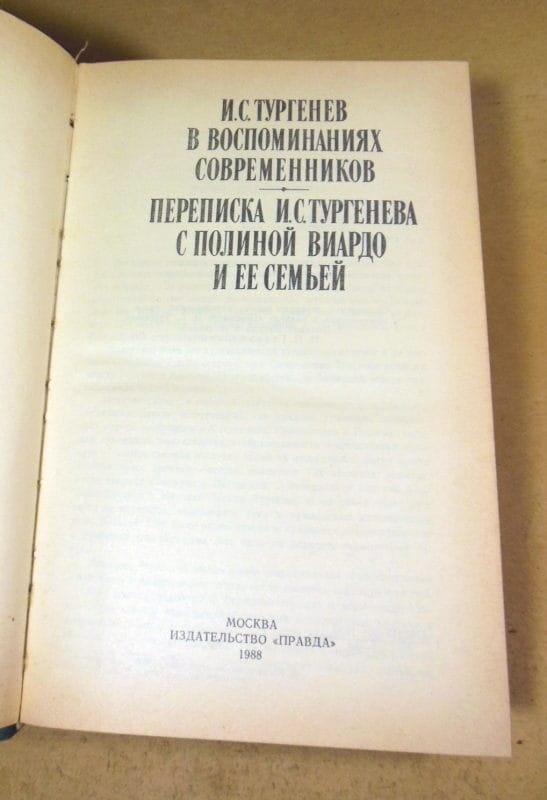 И. С. ТУРГЕНЕВ
В ВОСПОМИНАНИЯХ
СОВРЕМЕННИКОВ
ПЕРЕПИСКА И. С. ТУРГЕНЕВА
С ПОЛИНОЙ ВИАРДО
И ЕЕ СЕМЬЕЙ
МОСКВА
ИЗДАТЕЛЬСТВО «ПРАВДА»
1988